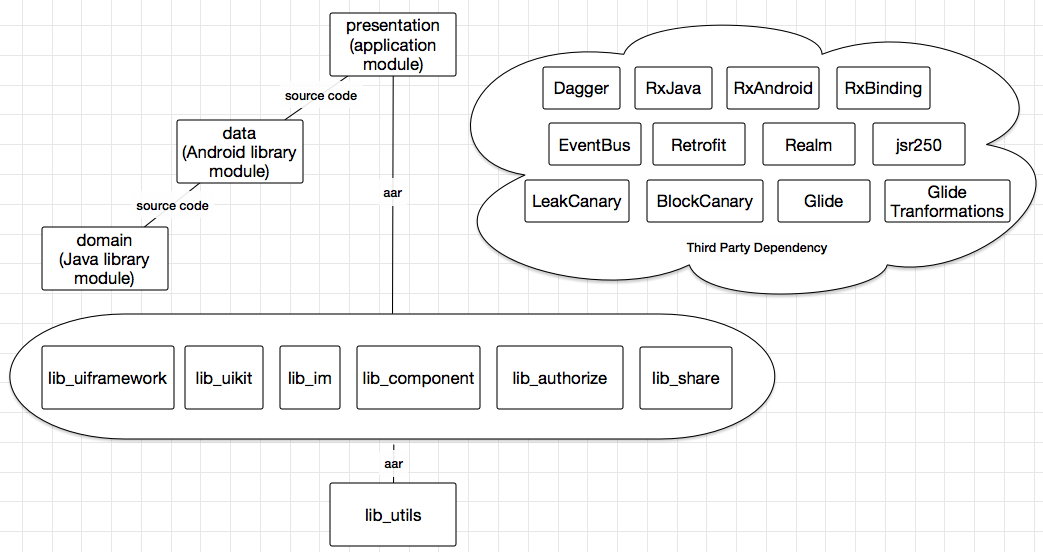 presentation
(application
module)
source code
data
(Android library
module)
source code
domain
(Java library
module)
aar
Dagger
RxJava
RxAndroid
RxBinding
EventBus
Retrofit
Realm
jsr250
LeakCanary
BlockCanary
Glide
Glide
Tranformations
Third Party Dependency
lib_uiframework
lib_uikit
lib_im
lib_component
lib_authorize
lib_share
aar
lib_utils